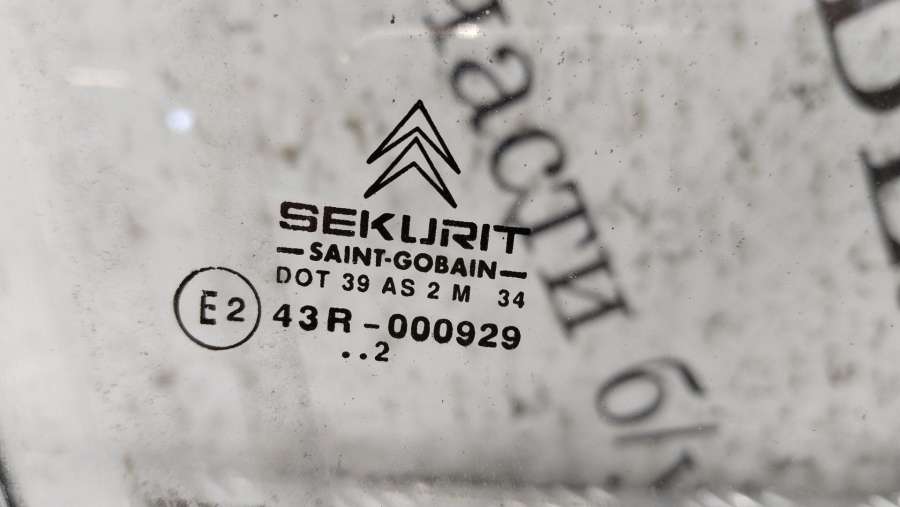 SEKURIT
SAINT-GOBAIN
DOT 39 AS 2 M 34
E2 43R-000929
..2
части б/у